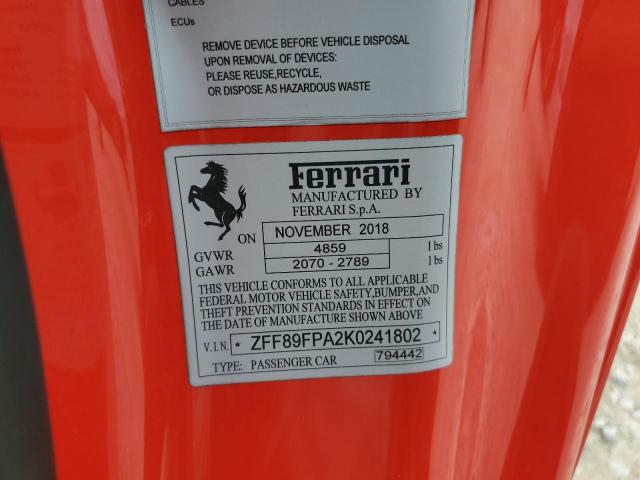 CABLES
ECUs
REMOVE DEVICE BEFORE VEHICLE DISPOSAL
UPON REMOVAL OF DEVICES:
PLEASE REUSE,RECYCLE,
OR DISPOSE AS HAZARDOUS WASTE
Ferrari
MANUFACTURED BY
FERRARI S.p.A.
ON NOVEMBER 2018
GVWR 4859 lbs
GAWR 2070 - 2789 lbs
THIS VEHICLE CONFORMS TO ALL APPLICABLE
FEDERAL MOTOR VEHICLE SAFETY,BUMPER,AND
THEFT PREVENTION STANDARDS IN EFFECT ON
THE DATE OF MANUFACTURE SHOWN ABOVE
V.I.N. * ZFF89FPA2K0241802 *
TYPE: PASSENGER CAR 794442